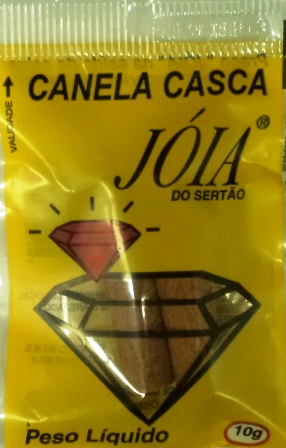 CANELA CASCA
VALIDADE
JÓIA®
DO SERTÃO
Peso Líquido
10g